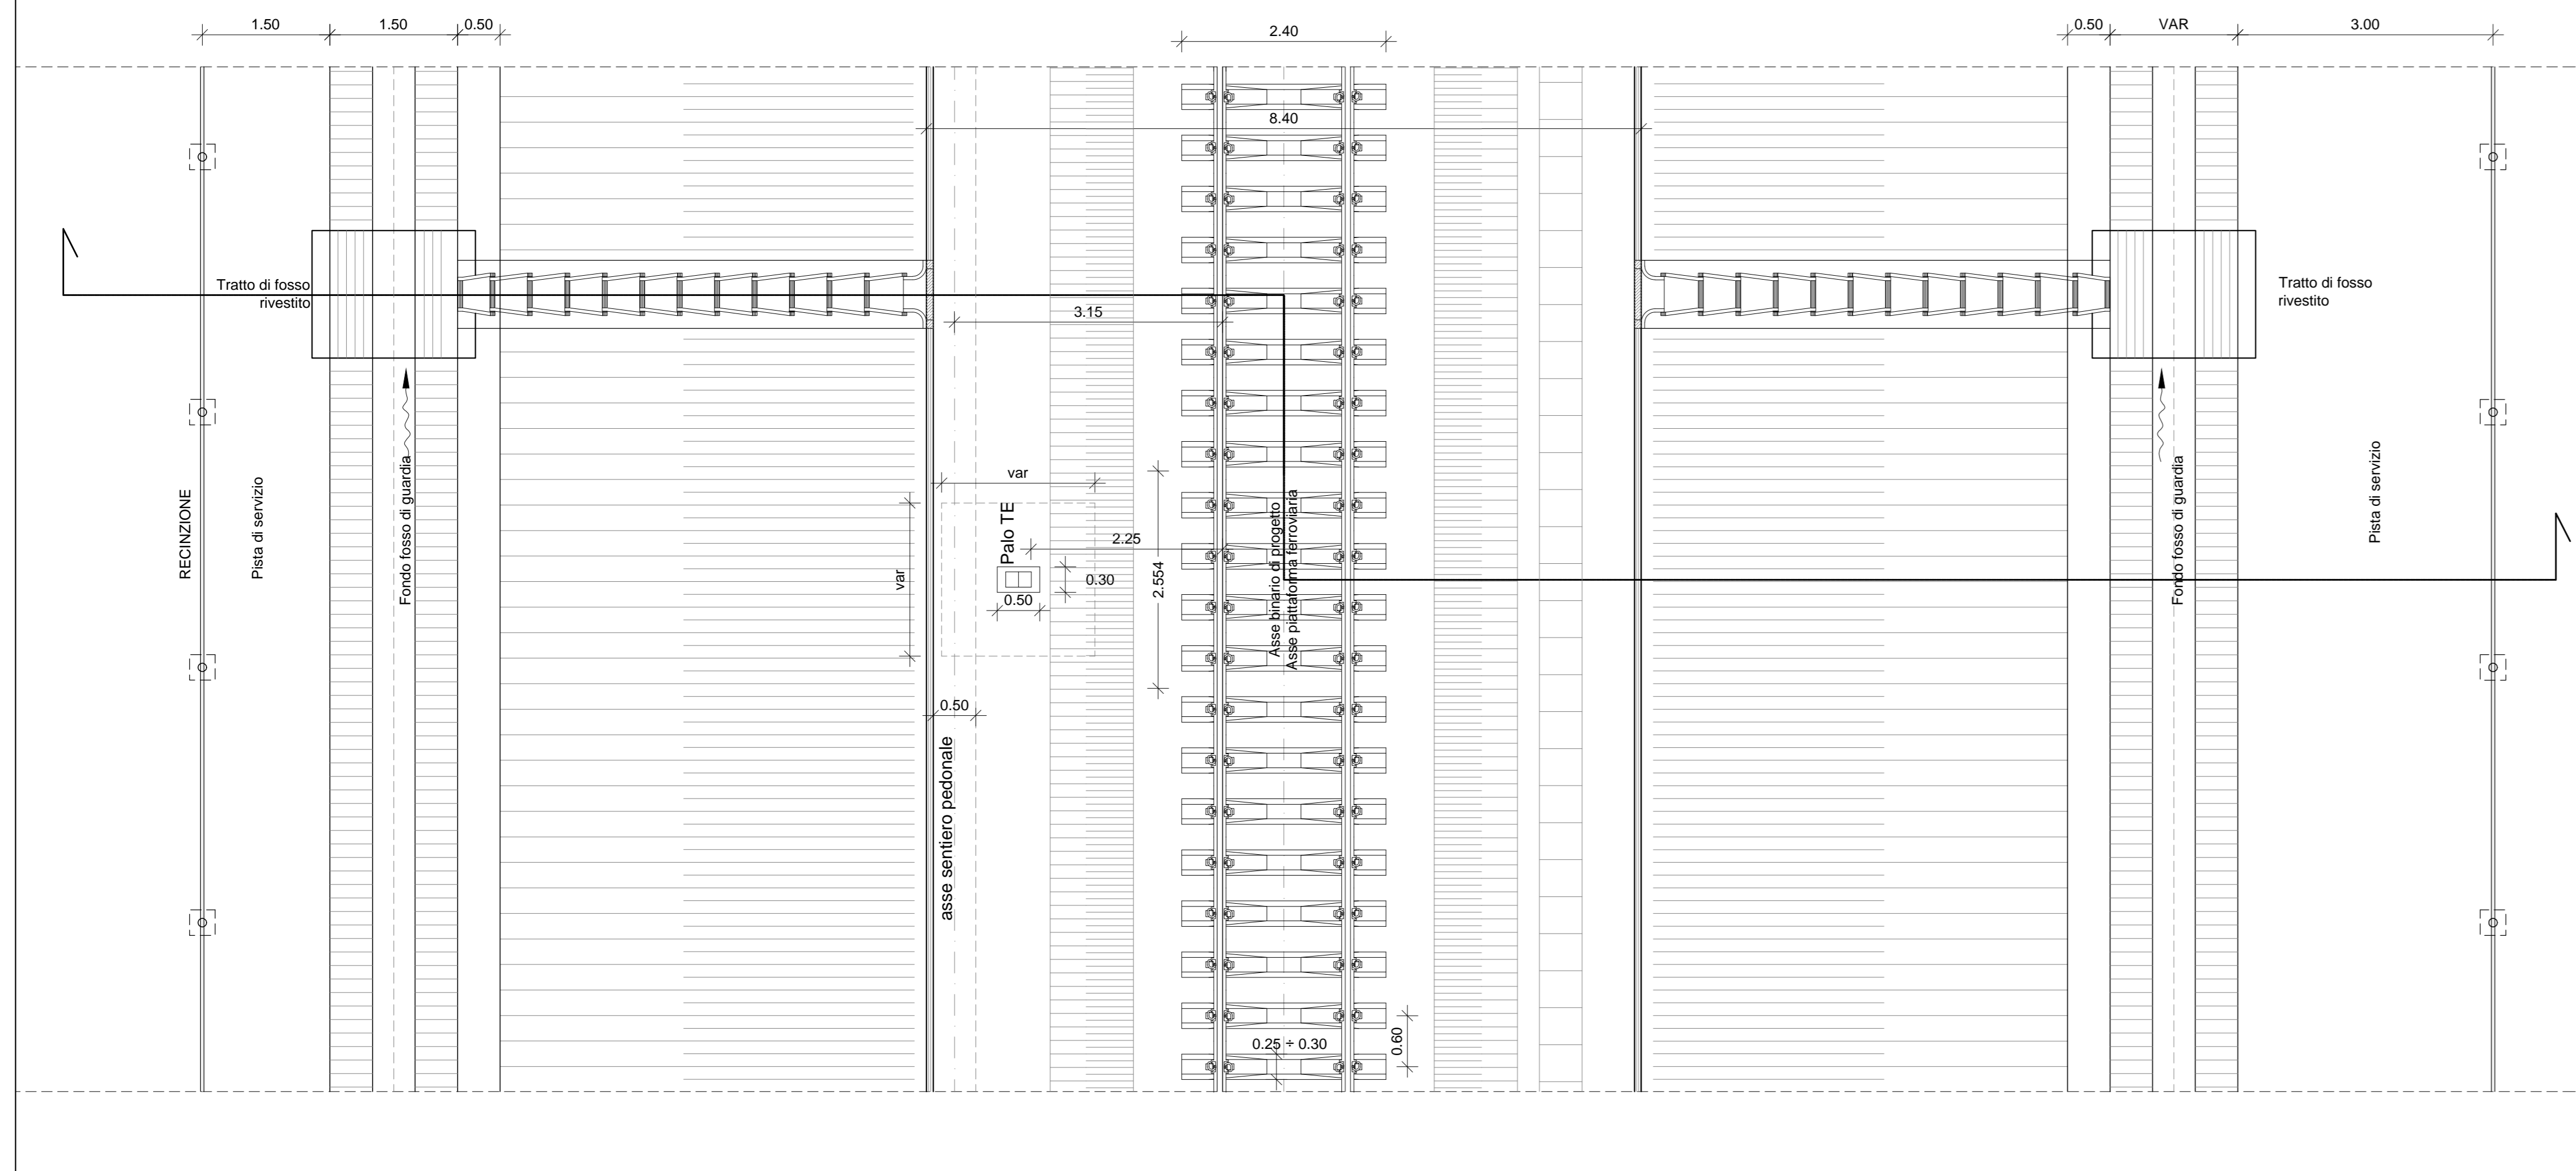 1.50
1.50
0.50
2.40
0.50
VAR
3.00
8.40
Tratto di fosso
rivestito
3.15
Tratto di fosso
rivestito
RECINZIONE
Pista di servizio
Fondo fosso di guardia
var
var
Palo TE
2.25
0.30
0.50
2.554
Asse binario di progetto
Asse piattaforma ferroviaria
Fondo fosso di guardia
Pista di servizio
0.50
asse sentiero pedonale
0.25 ÷ 0.30
0.60